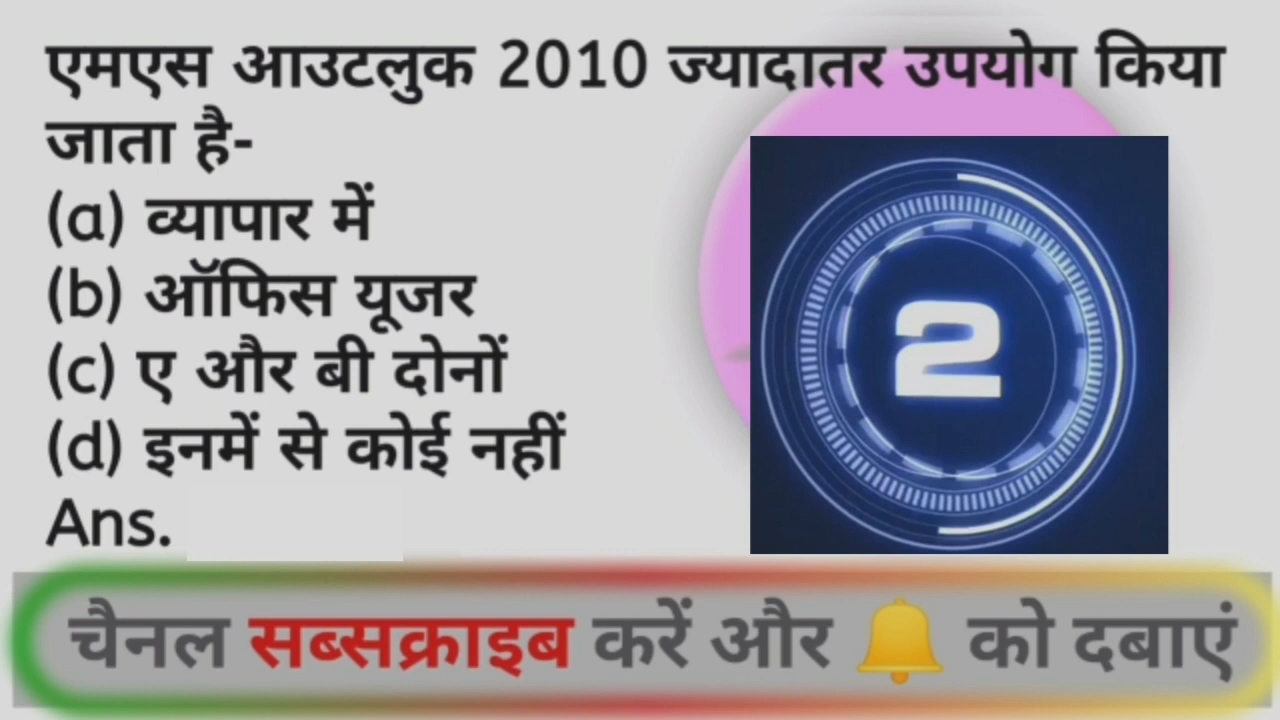 एमएस आउटलुक 2010 ज्यादातर उपयोग किया
जाता है-
(a) व्यापार में
(b) ऑफिस यूजर
(c) ए और बी दोनों
(d) इनमें से कोई नहीं
Ans.
2
चैनल सब्सक्राइब करें और 🔔 को दबाएं